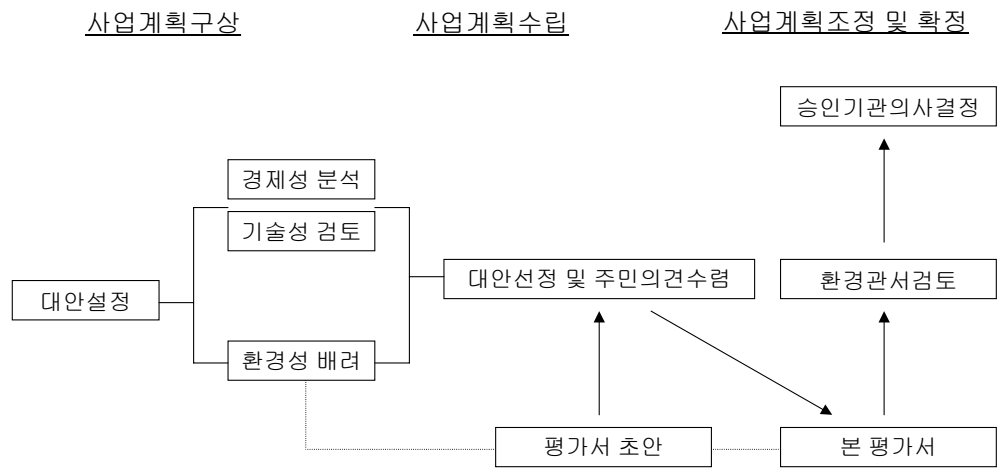 사업계획구상
사업계획수립
사업계획조정 및 확정
승인기관의사결정
경제성 분석
기술성 검토
대안설정
대안선정 및 주민의견수렴
환경관서검토
환경성 배려
평가서 초안
본 평가서